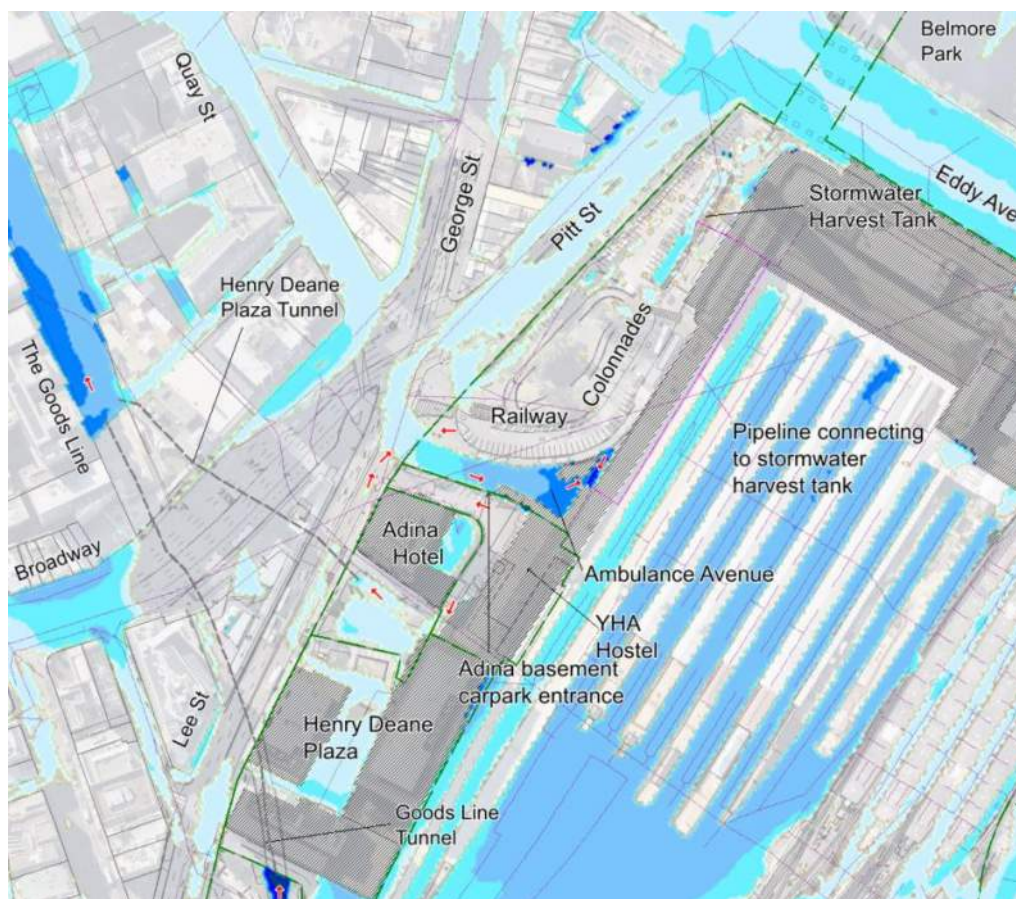 Belmore
Park
Quay St
George St
Pitt St
Eddy Ave
Stormwater
Harvest Tank
Henry Deane
Plaza Tunnel
The Goods Line
Colonnades
Railway
Pipeline connecting
to stormwater
harvest tank
Adina
Hotel
Broadway
Ambulance Avenue
YHA
Hostel
Adina basement
carpark entrance
Lee St
Henry Deane
Plaza
Goods Line
Tunnel